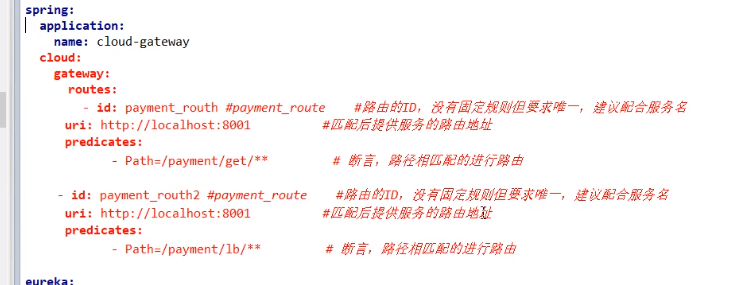 spring:
application:
name: cloud-gateway
cloud:
gateway:
routes:
- id: payment_routh #payment_route #路由的ID，没有固定规则但要求唯一，建议配合服务名
uri: http://localhost:8001 #匹配后提供服务的路由地址
predicates:
- Path=/payment/get/** # 断言，路径相匹配的进行路由
- id: payment_routh2 #payment_route #路由的ID，没有固定规则但要求唯一，建议配合服务名
uri: http://localhost:8001 #匹配后提供服务的路由地址
predicates:
- Path=/payment/lb/** # 断言，路径相匹配的进行路由
eureka: